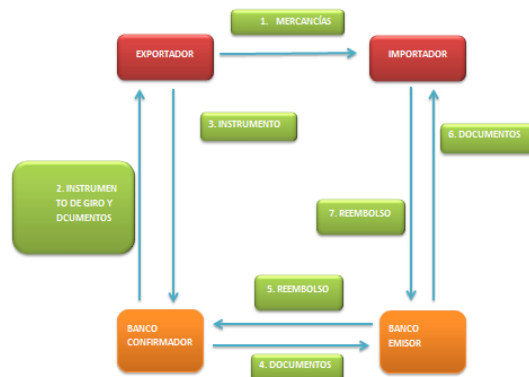 1. MERCANCÍAS
EXPORTADOR
IMPORTADOR
3. INSTRUMENTO
6. DOCUMENTOS
2. INSTRUMEN
TO DE GIRO Y
DCUMENTOS
7. REEMBOLSO
5. REEMBOLSO
BANCO
CONFIRMADOR
BANCO
EMISOR
4. DOCUMENTOS